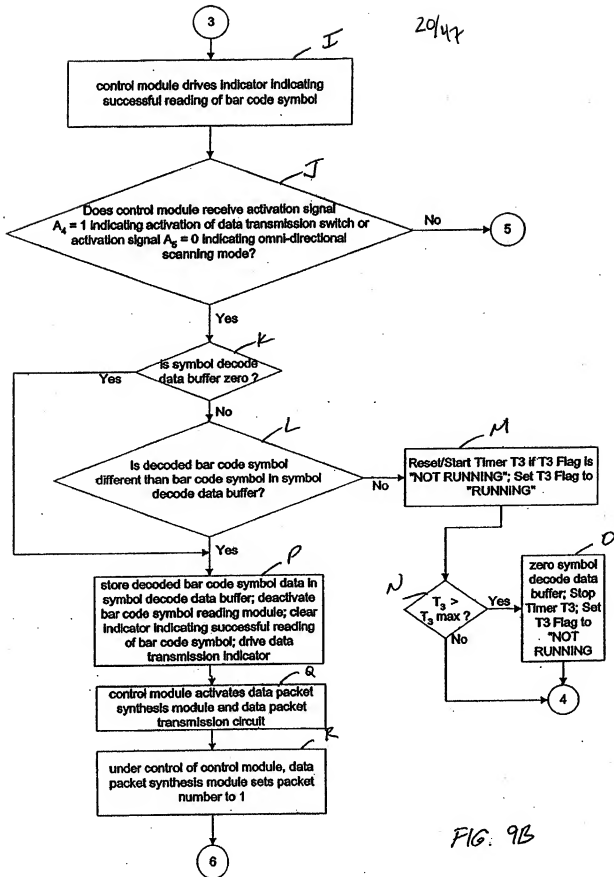 3
20/47
I
control module drives indicator indicating
successful reading of bar code symbol
J
Does control module receive activation signal
A4 = 1 indicating activation of data transmission switch or
activation signal A5 = 0 indicating omni-directional
scanning mode?
No
5
Yes
K
is symbol decode
data buffer zero ?
Yes
No
L
Is decoded bar code symbol
different than bar code symbol in symbol
decode data buffer?
No
M
Reset/Start Timer T3 if T3 Flag is
"NOT RUNNING"; Set T3 Flag to
"RUNNING"
Yes
N
T3 >
T3 max ?
Yes
No
O
zero symbol
decode data
buffer; Stop
Timer T3; Set
T3 Flag to
"NOT
RUNNING
4
P
store decoded bar code symbol data in
symbol decode data buffer; deactivate
bar code symbol reading module; clear
indicator indicating successful reading
of bar code symbol; drive data
transmission indicator
Q
control module activates data packet
synthesis module and data packet
transmission circuit
R
under control of control module, data
packet synthesis module sets packet
number to 1
6
FIG. 9B